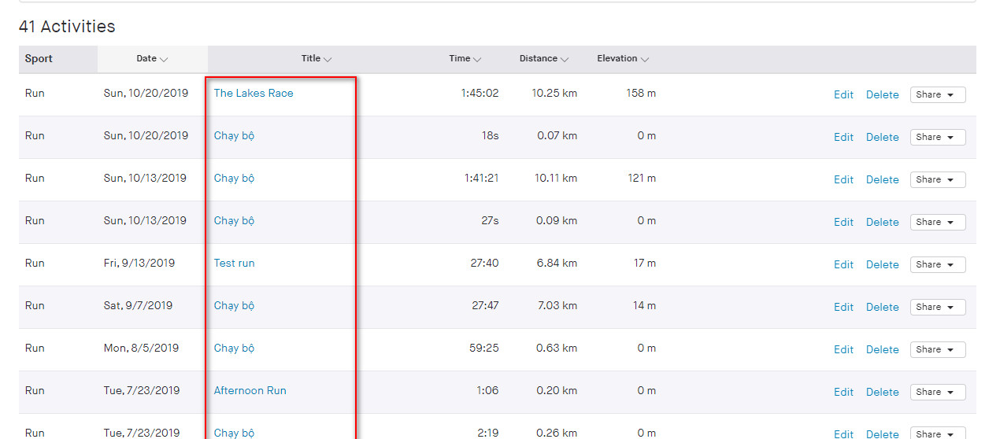 41 Activities
Sport Date Title Time Distance Elevation
Run Sun, 10/20/2019 The Lakes Race 1:45:02 10.25 km 158 m Edit Delete Share
Run Sun, 10/20/2019 Chạy bộ 18s 0.07 km 0 m Edit Delete Share
Run Sun, 10/13/2019 Chạy bộ 1:41:21 10.11 km 121 m Edit Delete Share
Run Sun, 10/13/2019 Chạy bộ 27s 0.09 km 0 m Edit Delete Share
Run Fri, 9/13/2019 Test run 27:40 6.84 km 17 m Edit Delete Share
Run Sat, 9/7/2019 Chạy bộ 27:47 7.03 km 14 m Edit Delete Share
Run Mon, 8/5/2019 Chạy bộ 59:25 0.63 km 0 m Edit Delete Share
Run Tue, 7/23/2019 Afternoon Run 1:06 0.20 km 0 m Edit Delete Share
Run Tue, 7/23/2019 Chạy bộ 2:19 0.26 km 0 m Edit Delete Share